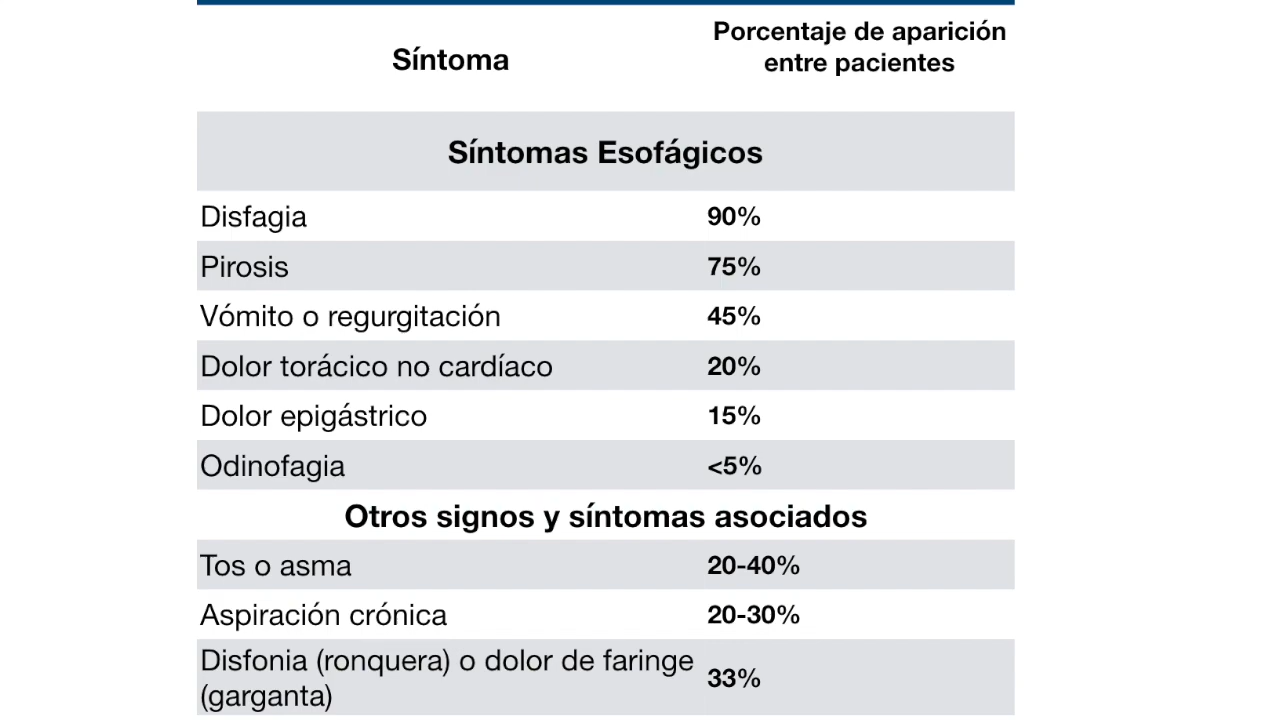 Síntoma
Porcentaje de aparición
entre pacientes
Síntomas Esofágicos
Disfagia 90%
Pirosis 75%
Vómito o regurgitación 45%
Dolor torácico no cardíaco 20%
Dolor epigástrico 15%
Odinofagia <5%
Otros signos y síntomas asociados
Tos o asma 20-40%
Aspiración crónica 20-30%
Disfonia (ronquera) o dolor de faringe
(garganta) 33%